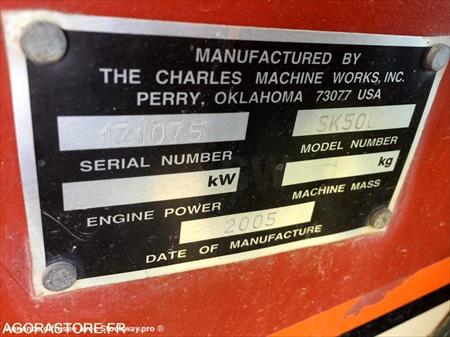 MANUFACTURED BY
THE CHARLES MACHINE WORKS, INC.
PERRY, OKLAHOMA 73077 USA
171075 SK500
SERIAL NUMBER MODEL NUMBER
kW kg
ENGINE POWER MACHINE MASS
2005
DATE OF MANUFACTURE
AGORASTORE.FR